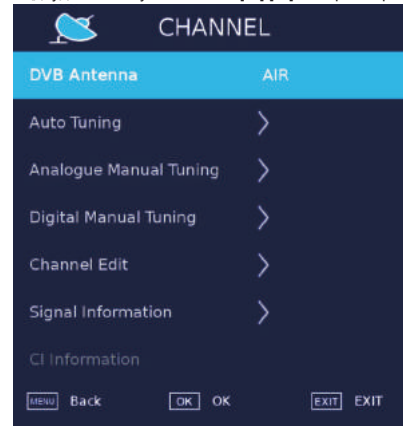 CHANNEL
DVB Antenna AIR
Auto Tuning
Analogue Manual Tuning
Digital Manual Tuning
Channel Edit
Signal Information
CI Information
MENU Back OK OK EXIT EXIT